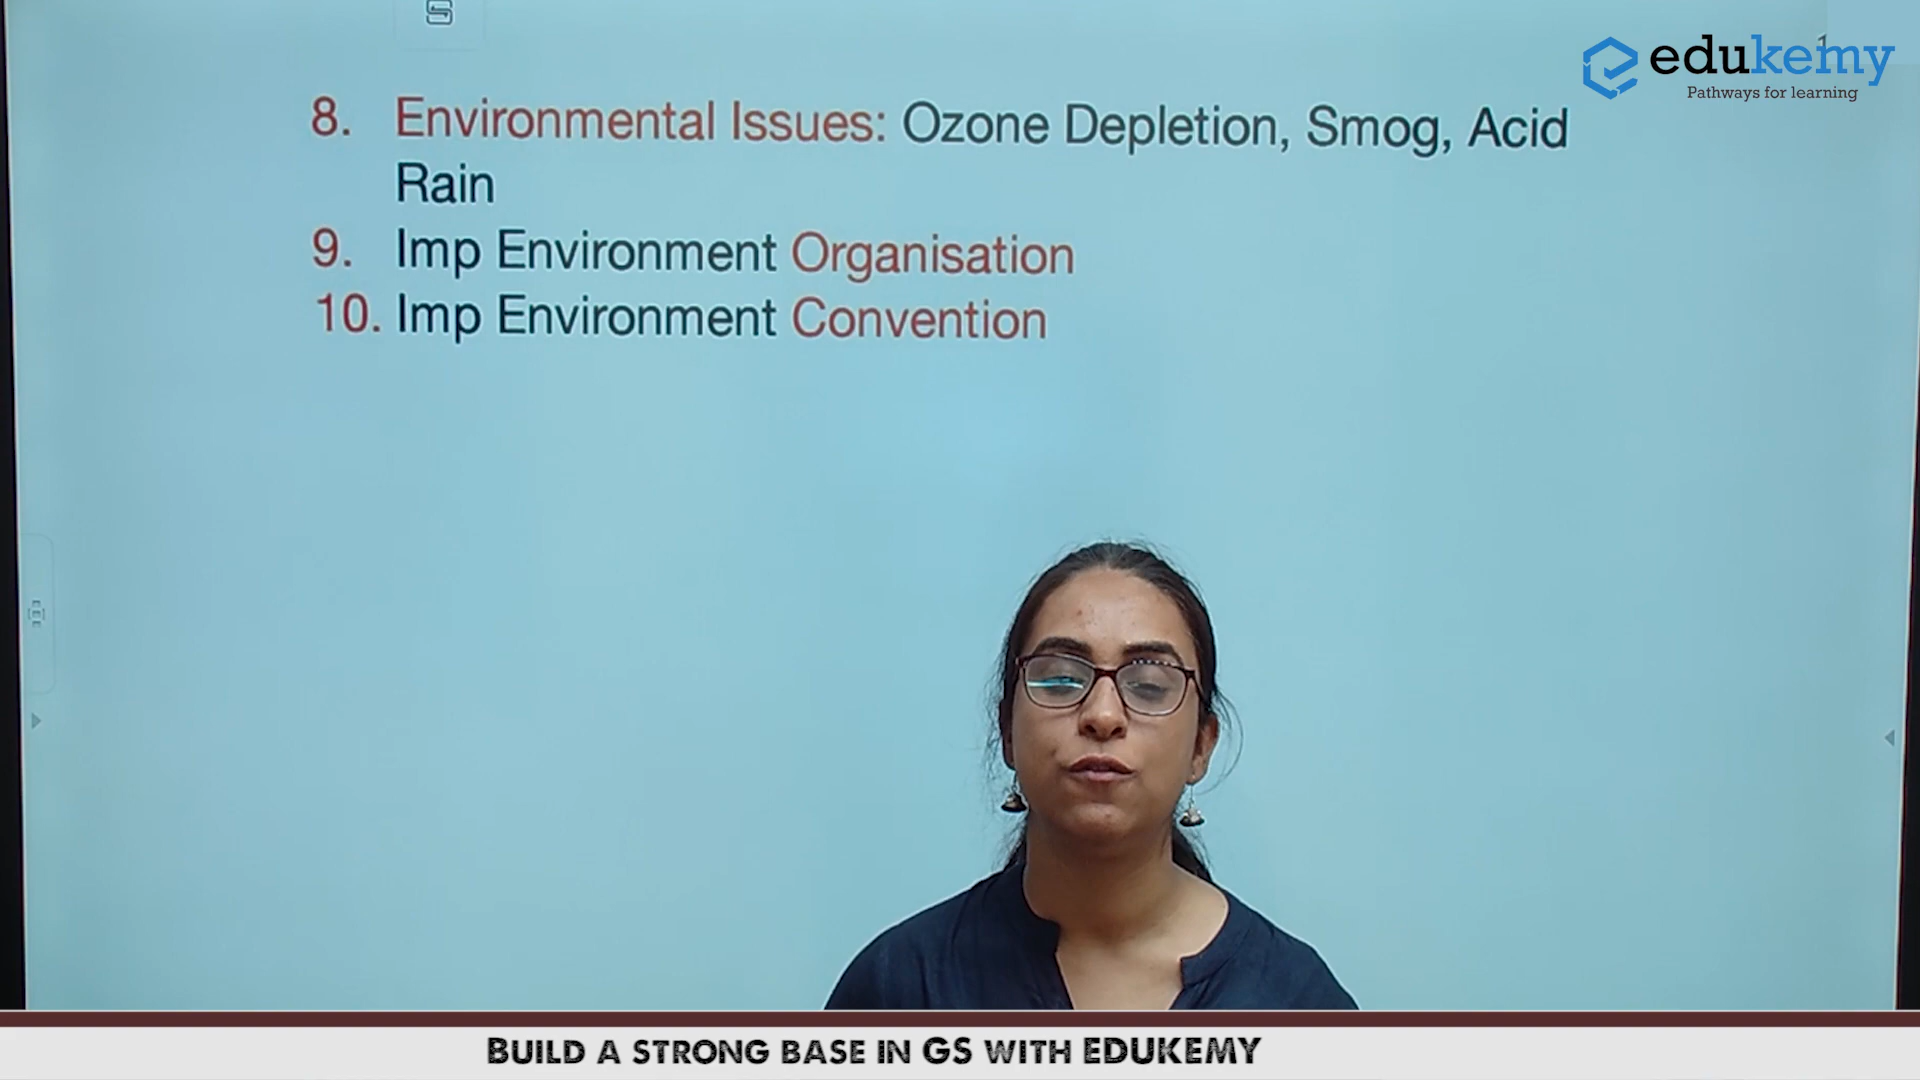 edukemy
Pathways for learning
8. Environmental Issues: Ozone Depletion, Smog, Acid
Rain
9. Imp Environment Organisation
10. Imp Environment Convention
BUILD A STRONG BASE IN GS WITH EDUKEMY